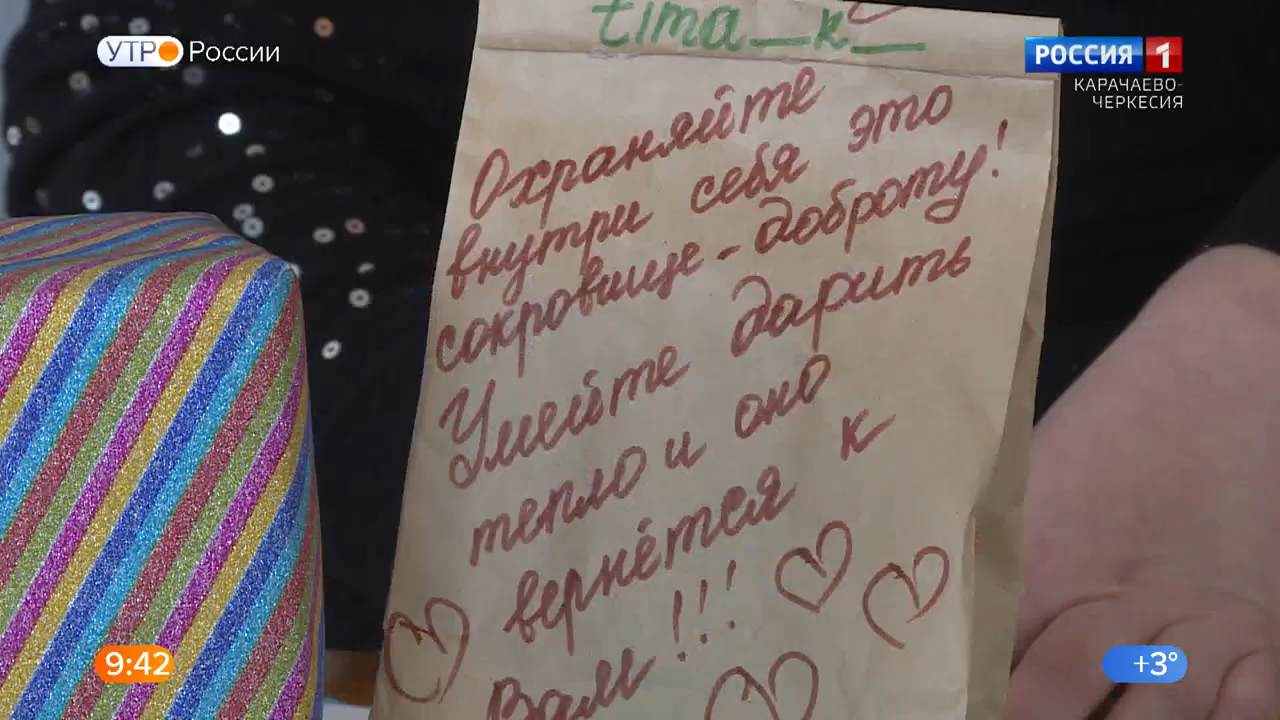 УТРО России
РОССИЯ 1
КАРАЧАЕВО-
ЧЕРКЕСИЯ
tima__к__
Охраняйте
внутри себя это
сокровище - доброту!
Умейте дарить
тепло и оно
вернётся к
Вам!!!
9:42
+3°